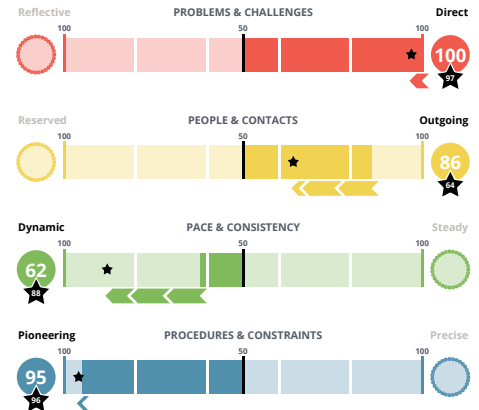 Reflective PROBLEMS & CHALLENGES Direct
100 50 100
100
97
Reserved PEOPLE & CONTACTS Outgoing
100 50 100
86
64
Dynamic PACE & CONSISTENCY Steady
100 50 100
62
88
Pioneering PROCEDURES & CONSTRAINTS Precise
100 50 100
95
96